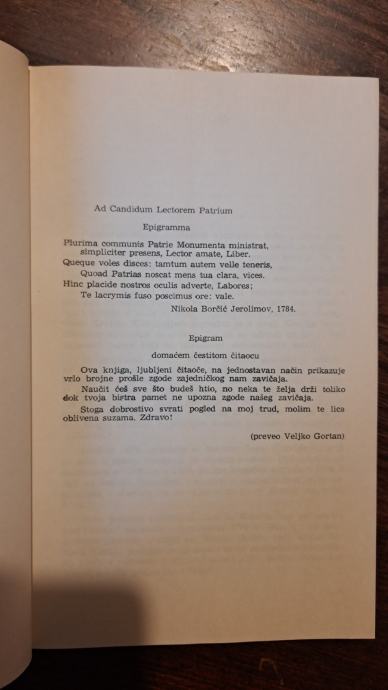 Ad Candidum Lectorem Patrium
Epigramma
Plurima communis Patrie Monumenta ministrat,
simpliciter presens, Lector amate, Liber.
Queque voles disces: tamtum autem velle teneris,
Quoad Patrias noscat mens tua clara, vices.
Hinc placide nostros oculis adverte, Labores;
Te lacrymis fuso poscimus ore: vale.
Nikola Borčić Jerolimov, 1784.
Epigram
domaćem čestitom čitaocu
Ova knjiga, ljubljeni čitaoče, na jednostavan način prikazuje
vrlo brojne prošle zgode zajedničkog nam zavičaja.
Naučit ćeš sve što budeš htio, no neka te želja drži toliko
dok tvoja bistra pamet ne upozna zgode našeg zavičaja.
Stoga dobrostivo svrati pogled na moj trud, molim te lica
oblivena suzama. Zdravo!
(preveo Veljko Gortan)